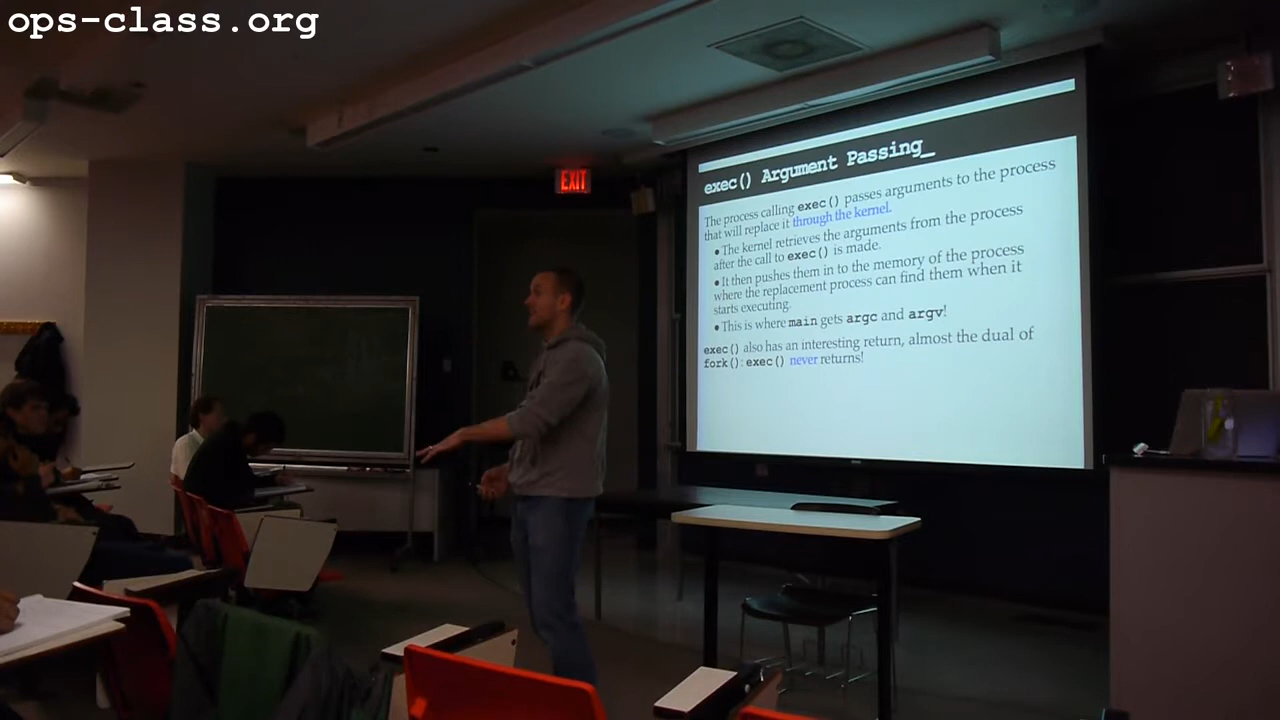 ops-class.org
EXIT
exec() Argument Passing_
The process calling exec() passes arguments to the process
that will replace it through the kernel.
• The kernel retrieves the arguments from the process
after the call to exec() is made.
• It then pushes them in to the memory of the process
where the replacement process can find them when it
starts executing.
• This is where main gets argc and argv!
exec() also has an interesting return, almost the dual of
fork(): exec() never returns!